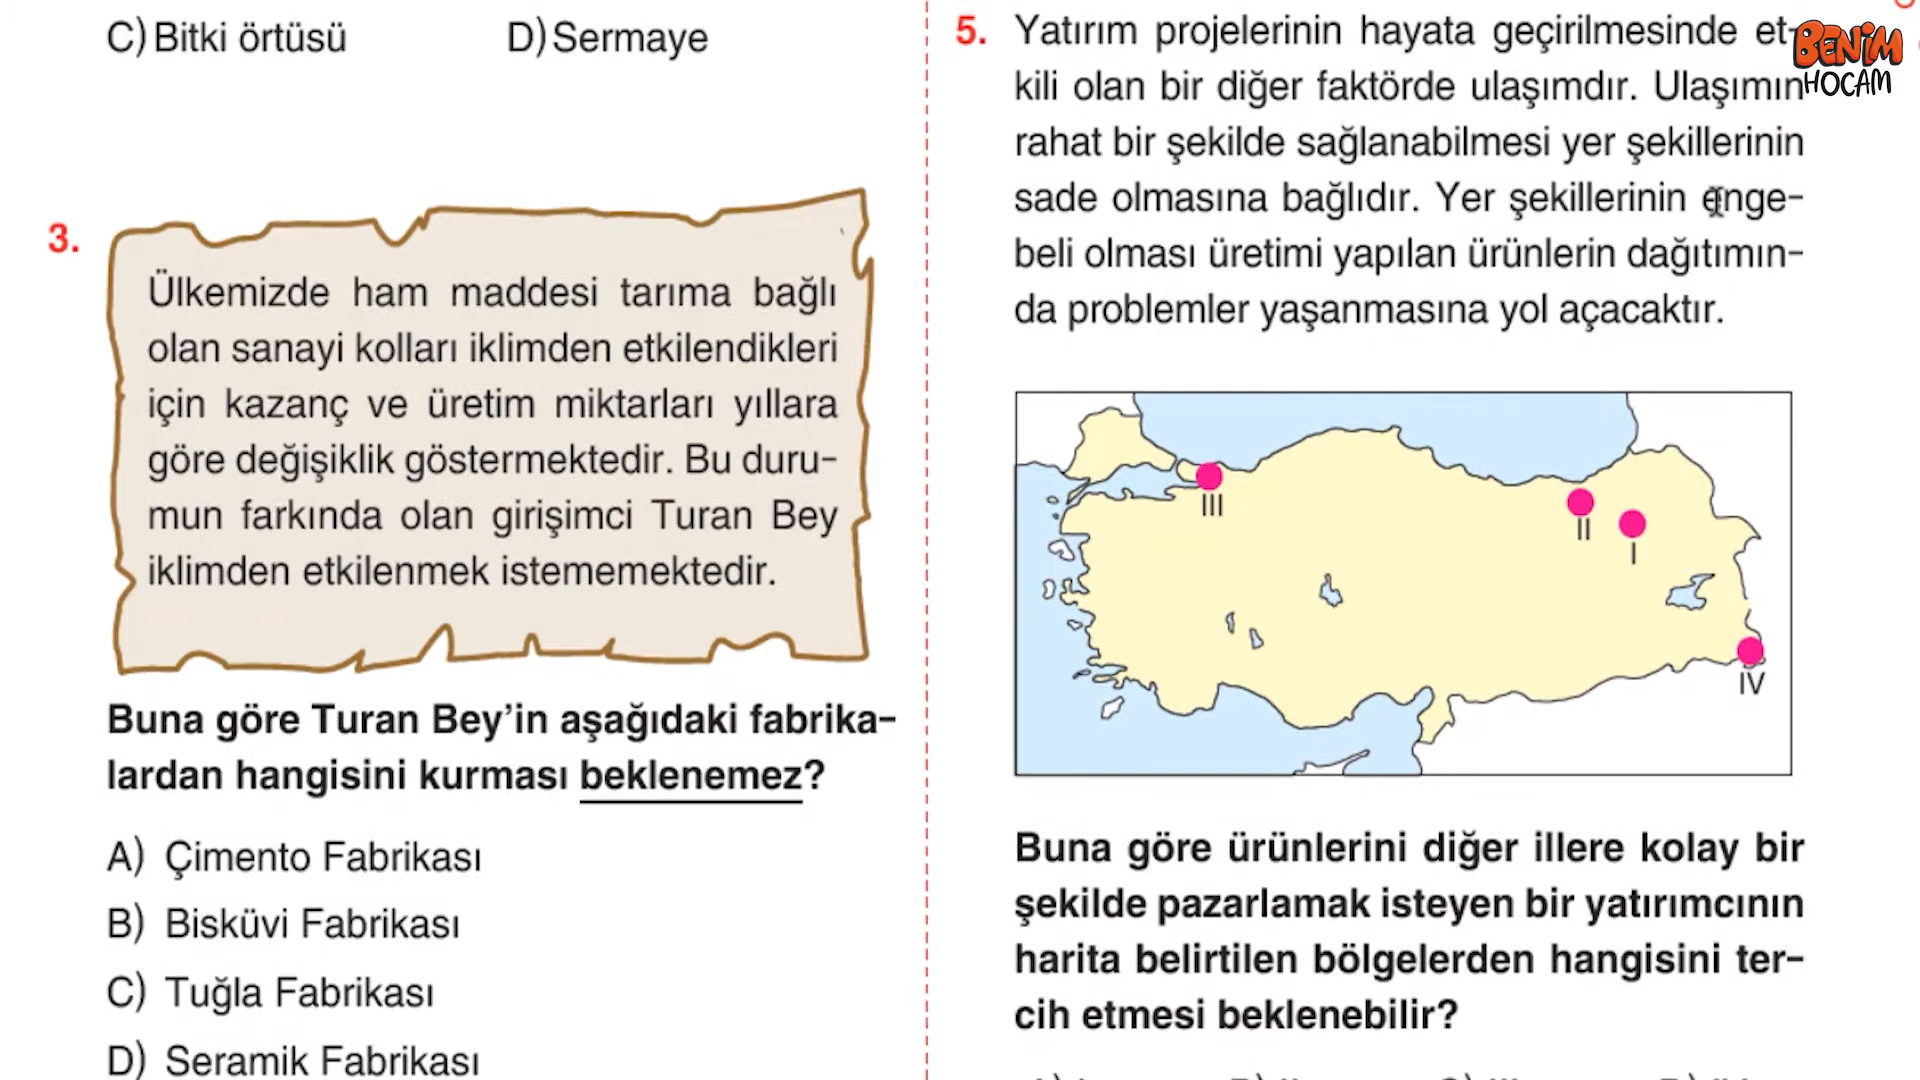 C) Bitki örtüsü
D) Sermaye
3.
Ülkemizde ham maddesi tarıma bağlı
olan sanayi kolları iklimden etkilendikleri
için kazanç ve üretim miktarları yıllara
göre değişiklik göstermektedir. Bu duru-
mun farkında olan girişimci Turan Bey
iklimden etkilenmek istememektedir.
Buna göre Turan Bey'in aşağıdaki fabrika-
lardan hangisini kurması beklenemez?
A) Çimento Fabrikası
B) Bisküvi Fabrikası
C) Tuğla Fabrikası
D) Seramik Fabrikası
5. Yatırım projelerinin hayata geçirilmesinde et-
kili olan bir diğer faktörde ulaşımdır. Ulaşımın
rahat bir şekilde sağlanabilmesi yer şekillerinin
sade olmasına bağlıdır. Yer şekillerinin enge-
beli olması üretimi yapılan ürünlerin dağıtımın-
da problemler yaşanmasına yol açacaktır.
III
II
I
IV
Buna göre ürünlerini diğer illere kolay bir
şekilde pazarlamak isteyen bir yatırımcının
harita belirtilen bölgelerden hangisini ter-
cih etmesi beklenebilir?
BENİM
HOCAM